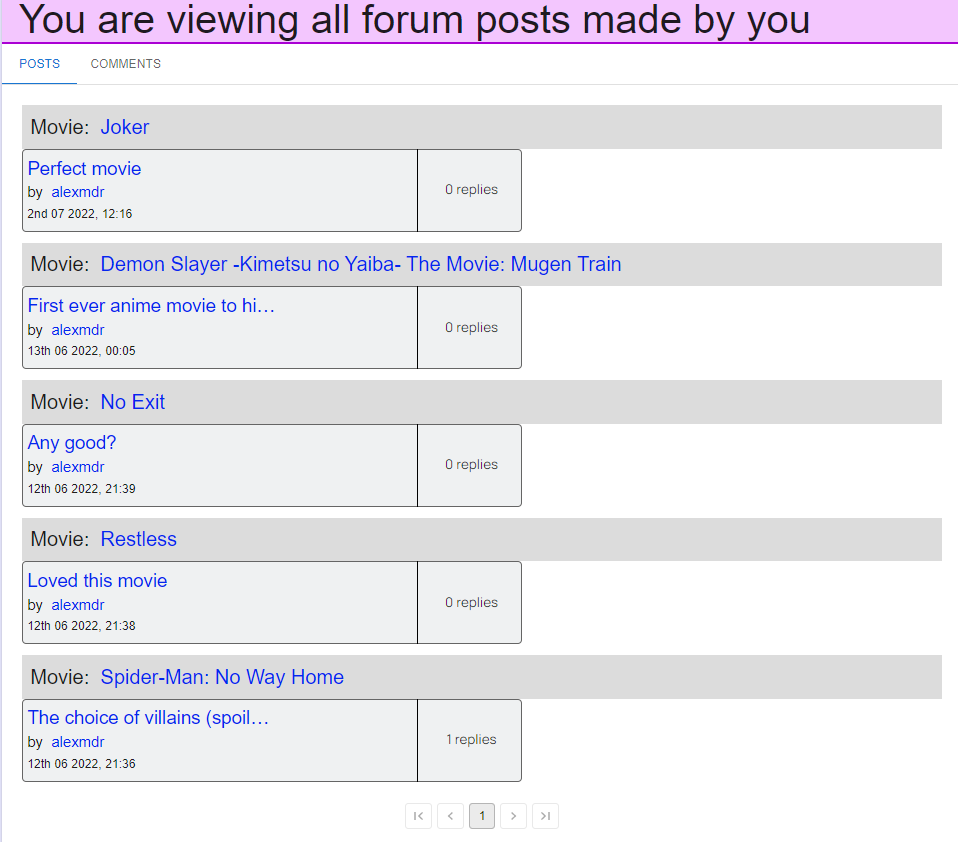 You are viewing all forum posts made by you
POSTS COMMENTS
Movie: Joker
Perfect movie
by alexmdr
2nd 07 2022, 12:16
0 replies
Movie: Demon Slayer -Kimetsu no Yaiba- The Movie: Mugen Train
First ever anime movie to hi…
by alexmdr
13th 06 2022, 00:05
0 replies
Movie: No Exit
Any good?
by alexmdr
12th 06 2022, 21:39
0 replies
Movie: Restless
Loved this movie
by alexmdr
12th 06 2022, 21:38
0 replies
Movie: Spider-Man: No Way Home
The choice of villains (spoil…
by alexmdr
12th 06 2022, 21:36
1 replies
1